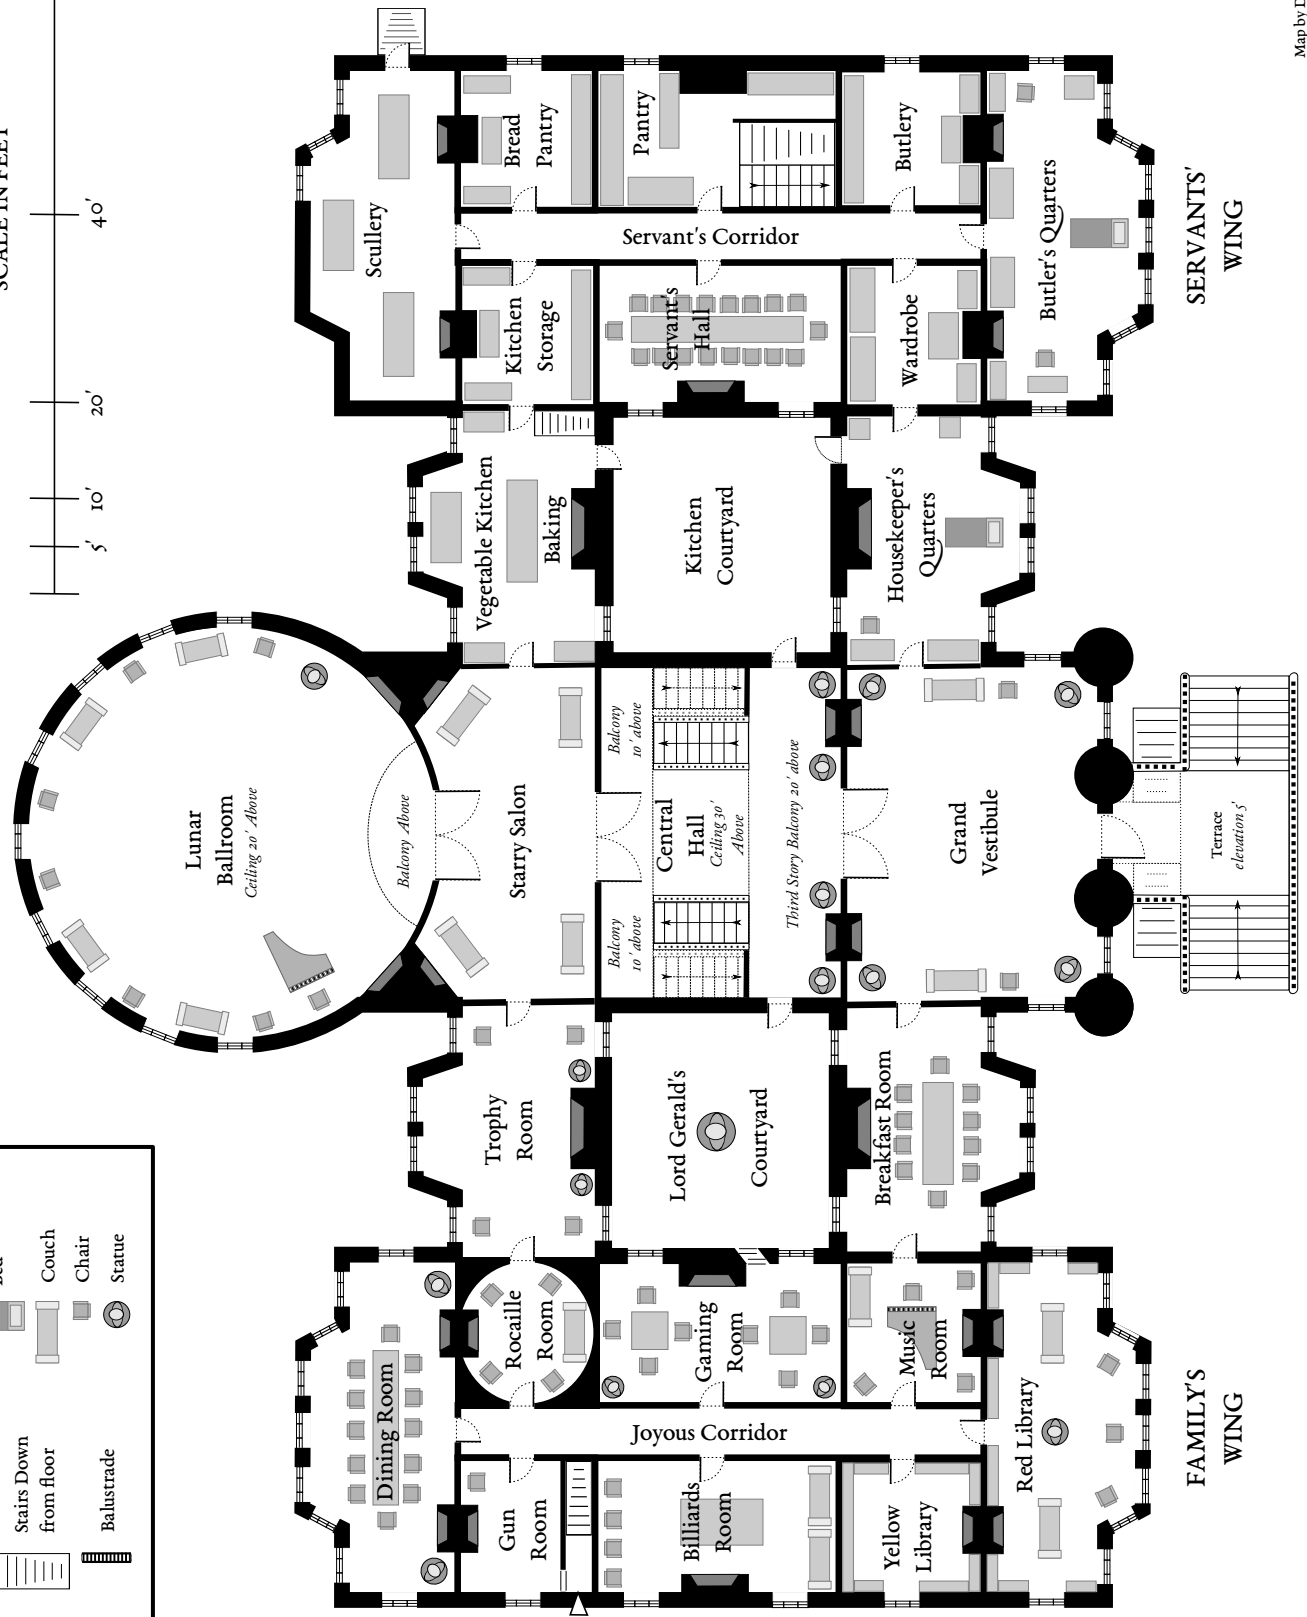 Map by
SCALE IN FEET
5'
10'
20'
40'
Bed
Couch
Chair
Statue
Stairs Down
from floor
Balustrade
Scullery
Bread
Pantry
Pantry
Butlery
Butler's Quarters
Servant's Corridor
Kitchen
Storage
Servant's
Hall
Wardrobe
SERVANTS'
WING
Vegetable Kitchen
Baking
Kitchen
Courtyard
Housekeeper's
Quarters
Lunar
Ballroom
Ceiling 20' Above
Balcony Above
Starry Salon
Balcony
10' above
Balcony
10' above
Central
Hall
Ceiling 30'
Above
Third Story Balcony 20' above
Grand
Vestibule
Terrace
elevation 5'
Trophy
Room
Lord Gerald's
Courtyard
Breakfast Room
Dining Room
Rocaille
Room
Gaming
Room
Music
Room
Red Library
Joyous Corridor
Gun
Room
Billiards
Room
Yellow
Library
FAMILY'S
WING